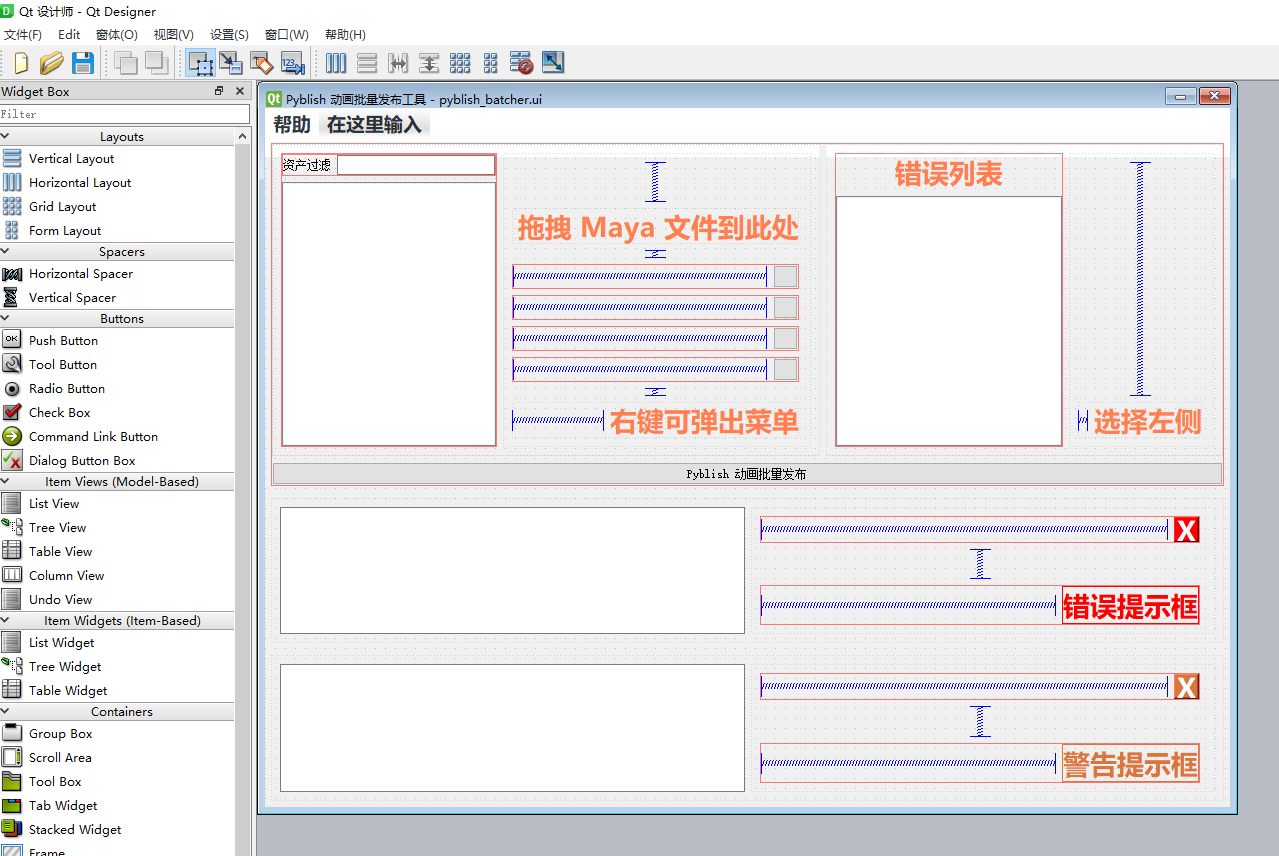 Qt 设计师 - Qt Designer
文件(F) Edit 窗体(O) 视图(V) 设置(S) 窗口(W) 帮助(H)
123
Widget Box
Filter
Layouts
Vertical Layout
Horizontal Layout
Grid Layout
Form Layout
Spacers
Horizontal Spacer
Vertical Spacer
Buttons
OK Push Button
Tool Button
Radio Button
Check Box
Command Link Button
Dialog Button Box
Item Views (Model-Based)
List View
Tree View
Table View
Column View
Undo View
Item Widgets (Item-Based)
List Widget
Tree Widget
Table Widget
Containers
Group Box
Scroll Area
Tool Box
Tab Widget
Stacked Widget
Frame
Qt Pyblish 动画批量发布工具 - pyblish_batcher.ui
帮助 在这里输入
资产过滤
拖拽 Maya 文件到此处
右键可弹出菜单
错误列表
选择左侧
Pyblish 动画批量发布
X
错误提示框
X
警告提示框